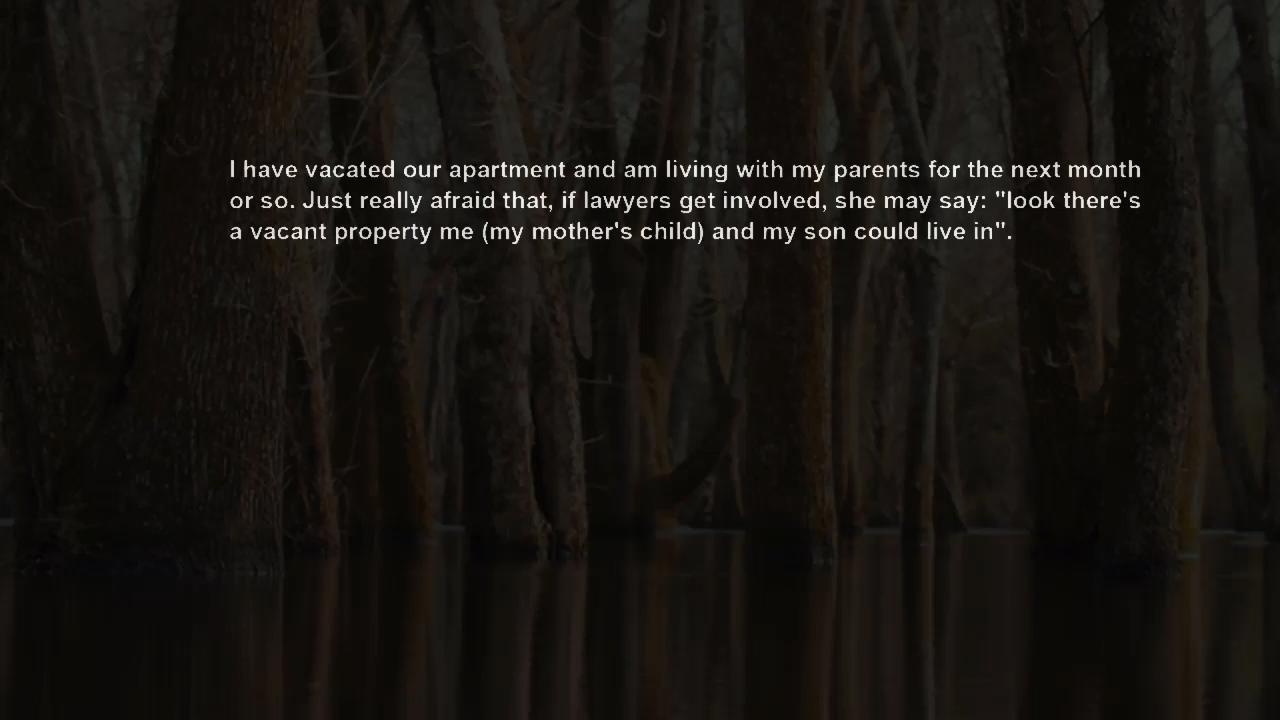 I have vacated our apartment and am living with my parents for the next month
or so. Just really afraid that, if lawyers get involved, she may say: "look there's
a vacant property me (my mother's child) and my son could live in".